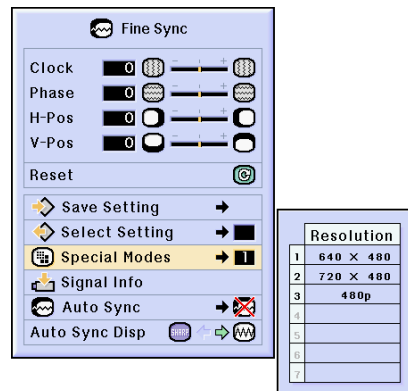 Fine Sync
Clock 0 - +
Phase 0 - +
H-Pos 0 - +
V-Pos 0 - +
Reset
Save Setting
Select Setting
Special Modes 1
Signal Info
Auto Sync
Auto Sync Disp SHARP
Resolution
1 640 × 480
2 720 × 480
3 480p
4
5
6
7